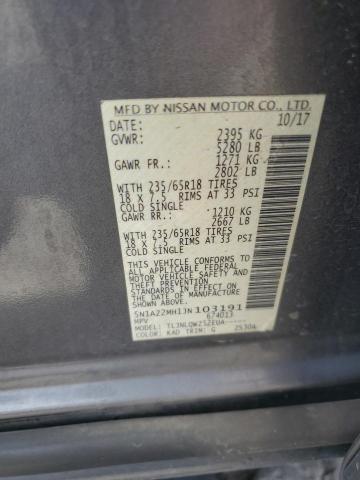 MFD BY NISSAN MOTOR CO., LTD.
DATE: 10/17
GVWR: 2395 KG
5280 LB
GAWR FR.: 1271 KG
2802 LB
WITH 235/65R18 TIRES
18 X 7.5 RIMS AT 33 PSI
COLD SINGLE
GAWR RR.: 1210 KG
2667 LB
WITH 235/65R18 TIRES
18 X 7.5 RIMS AT 33 PSI
COLD SINGLE
THIS VEHICLE CONFORMS TO ALL
APPLICABLE FEDERAL MOTOR
VEHICLE SAFETY STANDARDS
IN EFFECT ON THE DATE OF
MANUFACTURE SHOWN ABOVE.
5N1AZ2MH1JN103191
MPV 674013
MODEL: TLJNLQWZ52EUA-----
COLOR: KAD TRIM: G 2530A